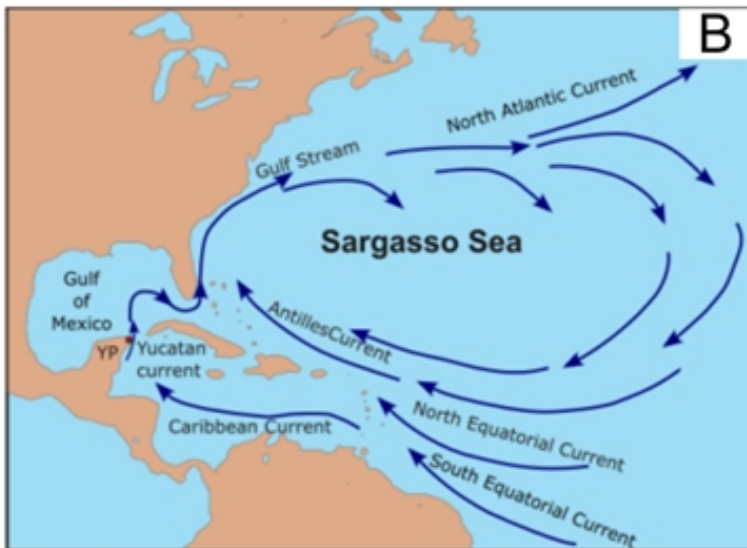 B
North Atlantic Current
Gulf Stream
Sargasso Sea
Gulf
of
Mexico
AntillesCurrent
YP
Yucatan
current
Caribbean Current
North Equatorial Current
South Equatorial Current